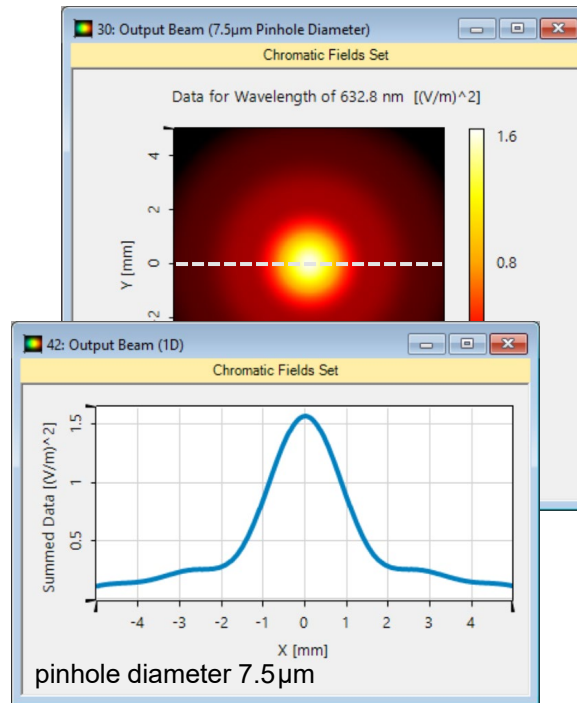 30: Output Beam (7.5µm Pinhole Diameter)
Chromatic Fields Set
Data for Wavelength of 632.8 nm [(V/m)^2]
4
2
0
-2
Y [mm]
1.6
0.8
42: Output Beam (1D)
Chromatic Fields Set
Summed Data [(V/m)^2]
1.5
1
0.5
-4 -3 -2 -1 0 1 2 3 4
X [mm]
pinhole diameter 7.5µm